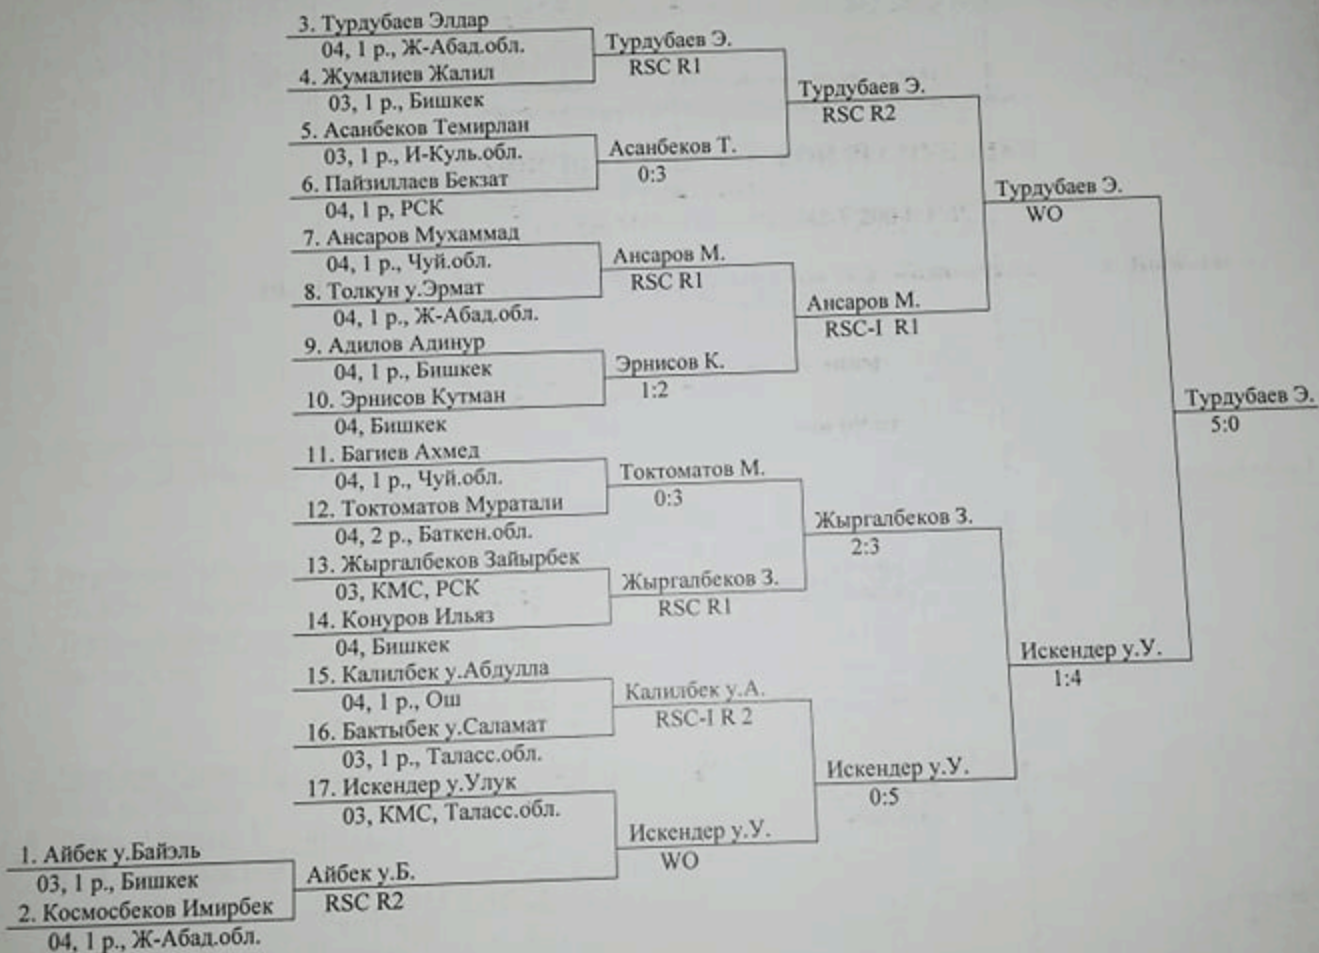 3. Турдубаев Элдар
04, 1 р., Ж-Абад.обл.
4. Жумалиев Жалил
03, 1 р., Бишкек
5. Асанбеков Темирлан
03, 1 р., И-Куль.обл.
6. Пайзиллаев Бекзат
04, 1 р, РСК
7. Ансаров Мухаммад
04, 1 р., Чуй.обл.
8. Толкун у.Эрмат
04, 1 р., Ж-Абад.обл.
9. Адилов Адинур
04, 1 р., Бишкек
10. Эрнисов Кутман
04, Бишкек
11. Багиев Ахмед
04, 1 р., Чуй.обл.
12. Токтоматов Муратали
04, 2 р., Баткен.обл.
13. Жыргалбеков Зайырбек
03, КМС, РСК
14. Конуров Ильяз
04, Бишкек
15. Калилбек у.Абдулла
04, 1 р., Ош
16. Бактыбек у.Саламат
03, 1 р., Таласс.обл.
17. Искендер у.Улук
03, КМС, Таласс.обл.
1. Айбек у.Байэль
03, 1 р., Бишкек
2. Космосбеков Имирбек
04, 1 р., Ж-Абад.обл.
Айбек у.Б.
RSC R2
Турдубаев Э.
RSC R1
Асанбеков Т.
0:3
Ансаров М.
RSC R1
Эрнисов К.
1:2
Токтоматов М.
0:3
Жыргалбеков З.
RSC R1
Калилбек у.А.
RSC-I R 2
Искендер у.У.
WO
Турдубаев Э.
RSC R2
Ансаров М.
RSC-I R1
Жыргалбеков З.
2:3
Искендер у.У.
0:5
Турдубаев Э.
WO
Искендер у.У.
1:4
Турдубаев Э.
5:0